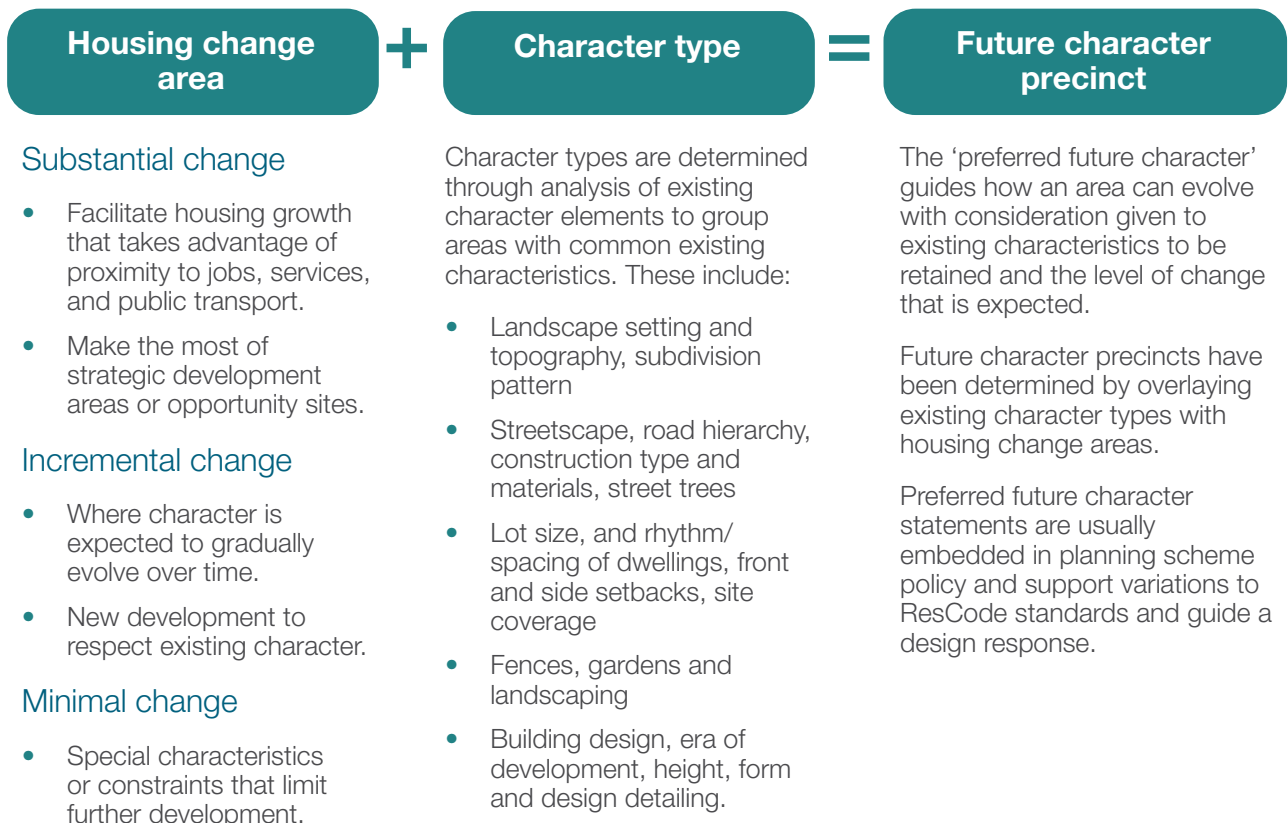 Housing change
area
+
Character type
=
Future character
precinct
Substantial change
• Facilitate housing growth
that takes advantage of
proximity to jobs, services,
and public transport.
• Make the most of
strategic development
areas or opportunity sites.
Incremental change
• Where character is
expected to gradually
evolve over time.
• New development to
respect existing character.
Minimal change
• Special characteristics
or constraints that limit
further development.
Character types are determined
through analysis of existing
character elements to group
areas with common existing
characteristics. These include:
• Landscape setting and
topography, subdivision
pattern
• Streetscape, road hierarchy,
construction type and
materials, street trees
• Lot size, and rhythm/
spacing of dwellings, front
and side setbacks, site
coverage
• Fences, gardens and
landscaping
• Building design, era of
development, height, form
and design detailing.
The ‘preferred future character’
guides how an area can evolve
with consideration given to
existing characteristics to be
retained and the level of change
that is expected.
Future character precincts have
been determined by overlaying
existing character types with
housing change areas.
Preferred future character
statements are usually
embedded in planning scheme
policy and support variations to
ResCode standards and guide a
design response.